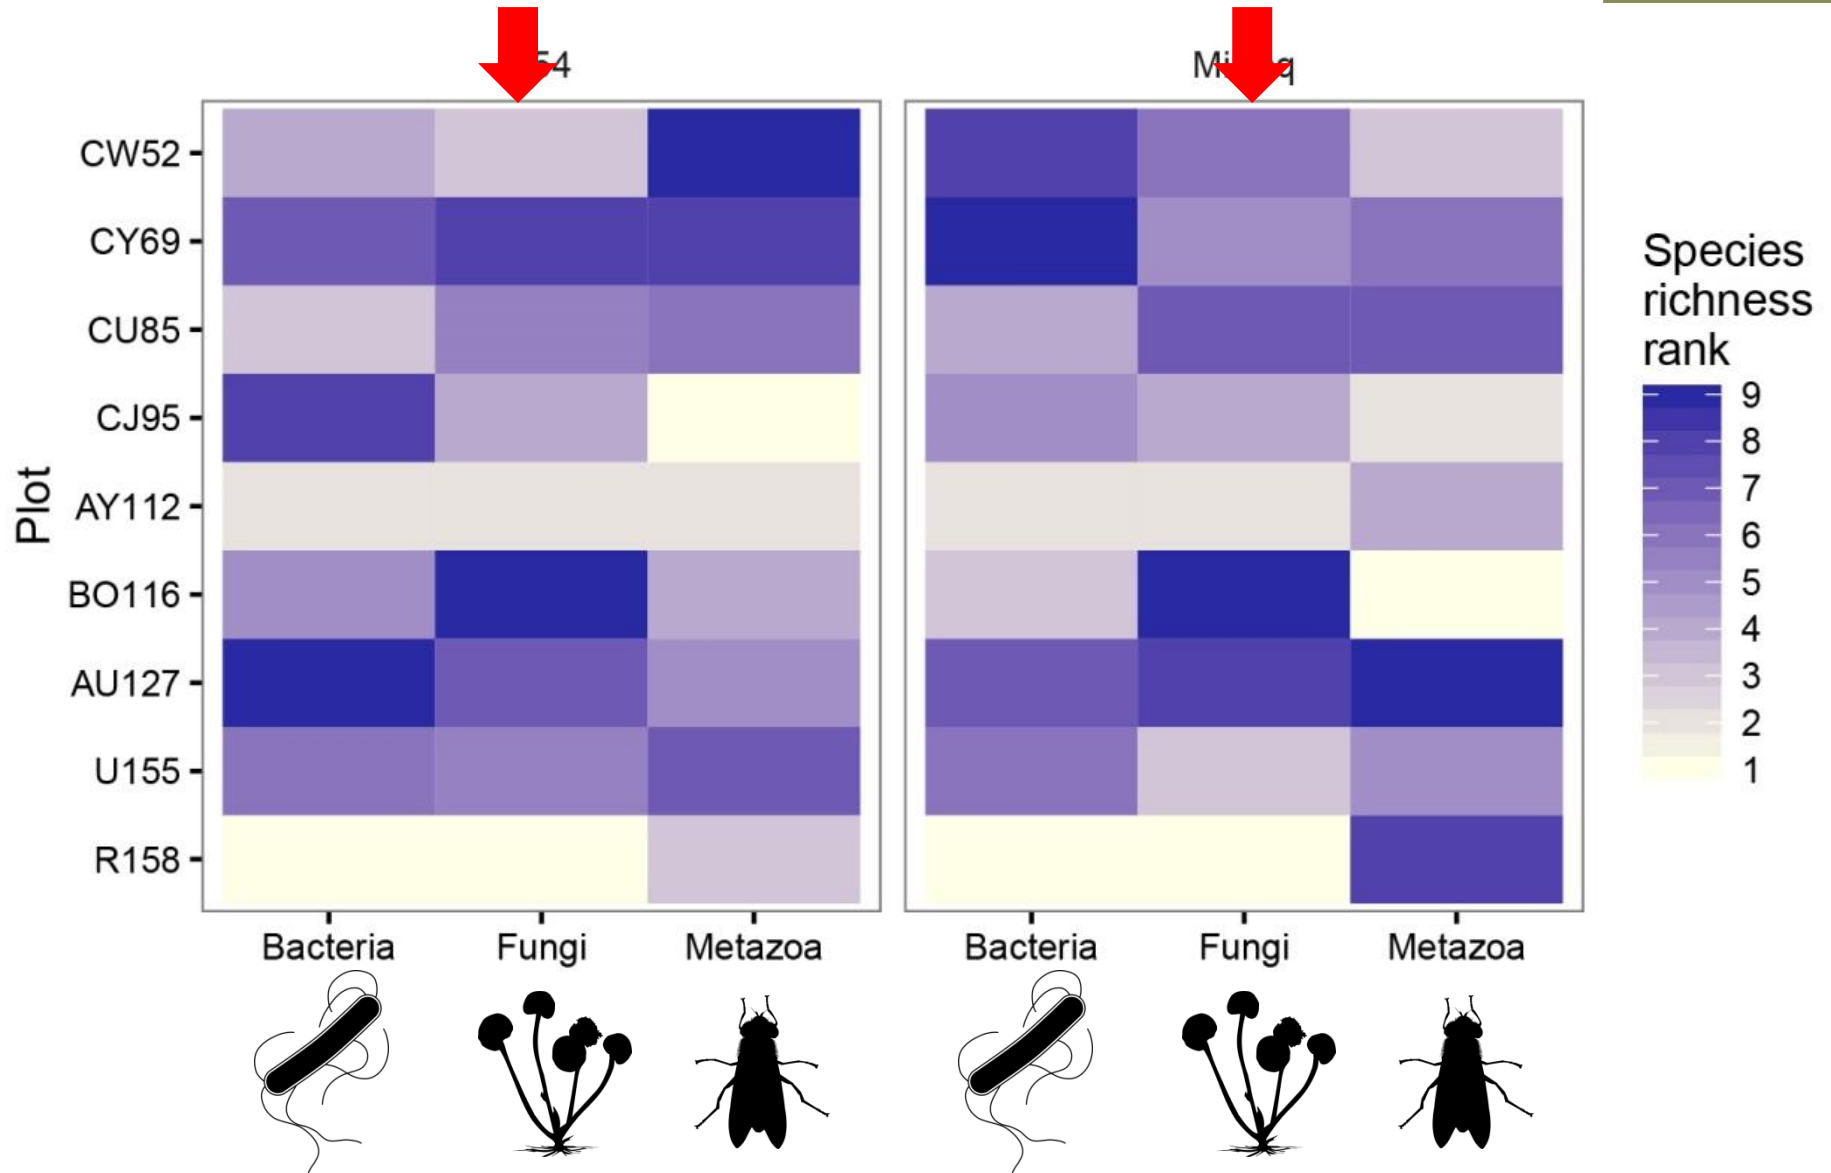 CW52
CY69
CU85
CJ95
AY112
BO116
AU127
U155
R158
Plot
Bacteria Fungi Metazoa
Bacteria Fungi Metazoa
Species
richness
rank
9
8
7
6
5
4
3
2
1